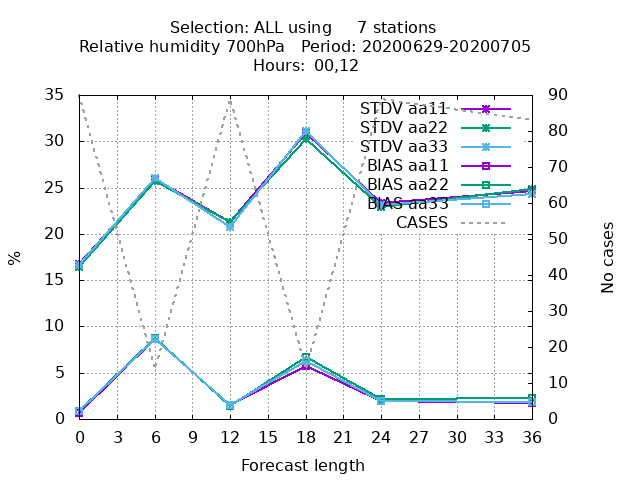 Selection: ALL using 7 stations
Relative humidity 700hPa Period: 20200629-20200705
Hours: 00,12
35
30
25
20
15
10
5
0
90
80
70
60
50
40
30
20
10
0
STDV aa11
STDV aa22
STDV aa33
BIAS aa11
BIAS aa22
BIAS aa33
CASES
%
No cases
0 3 6 9 12 15 18 21 24 27 30 33 36
Forecast length